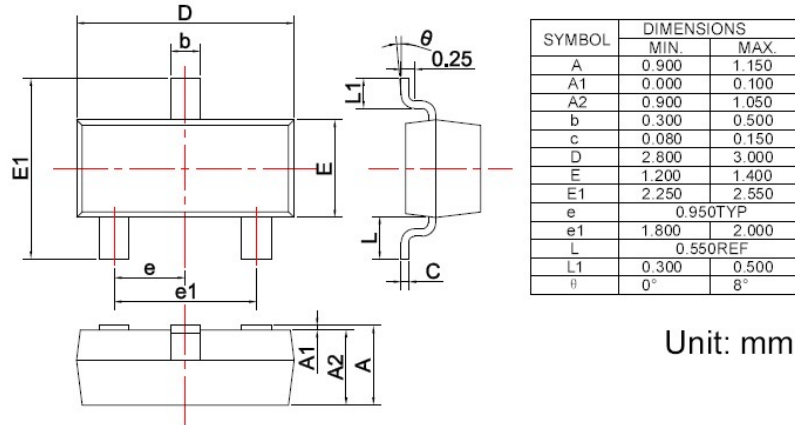 D
b
θ
0.25
L1
E1
E
L
C
e
e1
A1
A2
A
SYMBOL DIMENSIONS
MIN. MAX.
A 0.900 1.150
A1 0.000 0.100
A2 0.900 1.050
b 0.300 0.500
c 0.080 0.150
D 2.800 3.000
E 1.200 1.400
E1 2.250 2.550
e 0.950TYP
e1 1.800 2.000
L 0.550REF
L1 0.300 0.500
θ 0° 8°
Unit: mm